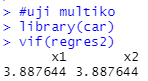 > #uji multiko
> library(car)
> vif(regres2)
x1 x2
3.887644 3.887644